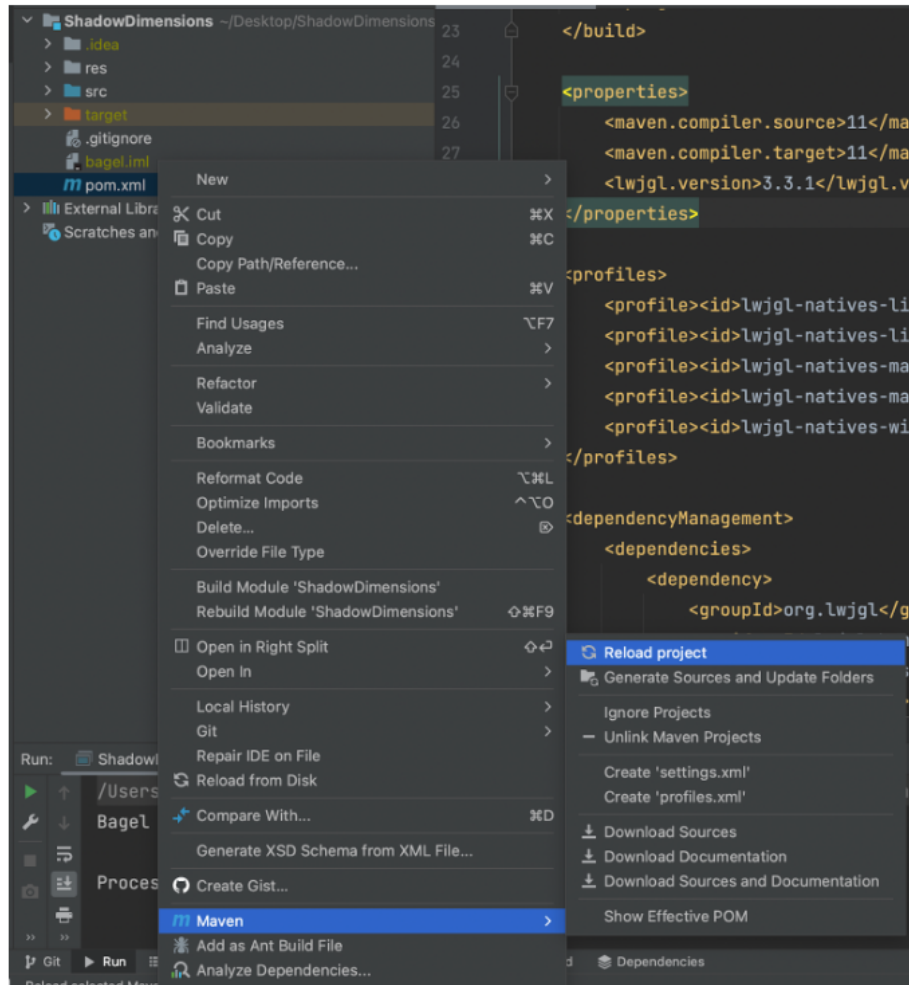 ShadowDimensions ~/Desktop/ShadowDimensions
.idea
res
src
target
.gitignore
bagel.iml
pom.xml
External Libra
Scratches an
23 </build>
24
25 <properties>
26 <maven.compiler.source>11</ma
27 <maven.compiler.target>11</ma
<lwjgl.version>3.3.1</lwjgl.v
</properties>
<profiles>
<profile><id>lwjgl-natives-li
<profile><id>lwjgl-natives-li
<profile><id>lwjgl-natives-ma
<profile><id>lwjgl-natives-ma
<profile><id>lwjgl-natives-wi
</profiles>
<dependencyManagement>
<dependencies>
<dependency>
<groupId>org.lwjgl</g
New
Cut ⌘X
Copy ⌘C
Copy Path/Reference...
Paste ⌘V
Find Usages ⌥F7
Analyze
Refactor
Validate
Bookmarks
Reformat Code ⌥⌘L
Optimize Imports ^⌥O
Delete... ⌦
Override File Type
Build Module 'ShadowDimensions'
Rebuild Module 'ShadowDimensions' ⇧⌘F9
Open in Right Split ⇧⏎
Open In
Local History
Git
Repair IDE on File
Reload from Disk
Compare With... ⌘D
Generate XSD Schema from XML File...
Create Gist...
Maven
Add as Ant Build File
Analyze Dependencies...
Reload project
Generate Sources and Update Folders
Ignore Projects
Unlink Maven Projects
Create 'settings.xml'
Create 'profiles.xml'
Download Sources
Download Documentation
Download Sources and Documentation
Show Effective POM
Run: Shadow
/Users
Bagel
Proces
Git Run d Dependencies